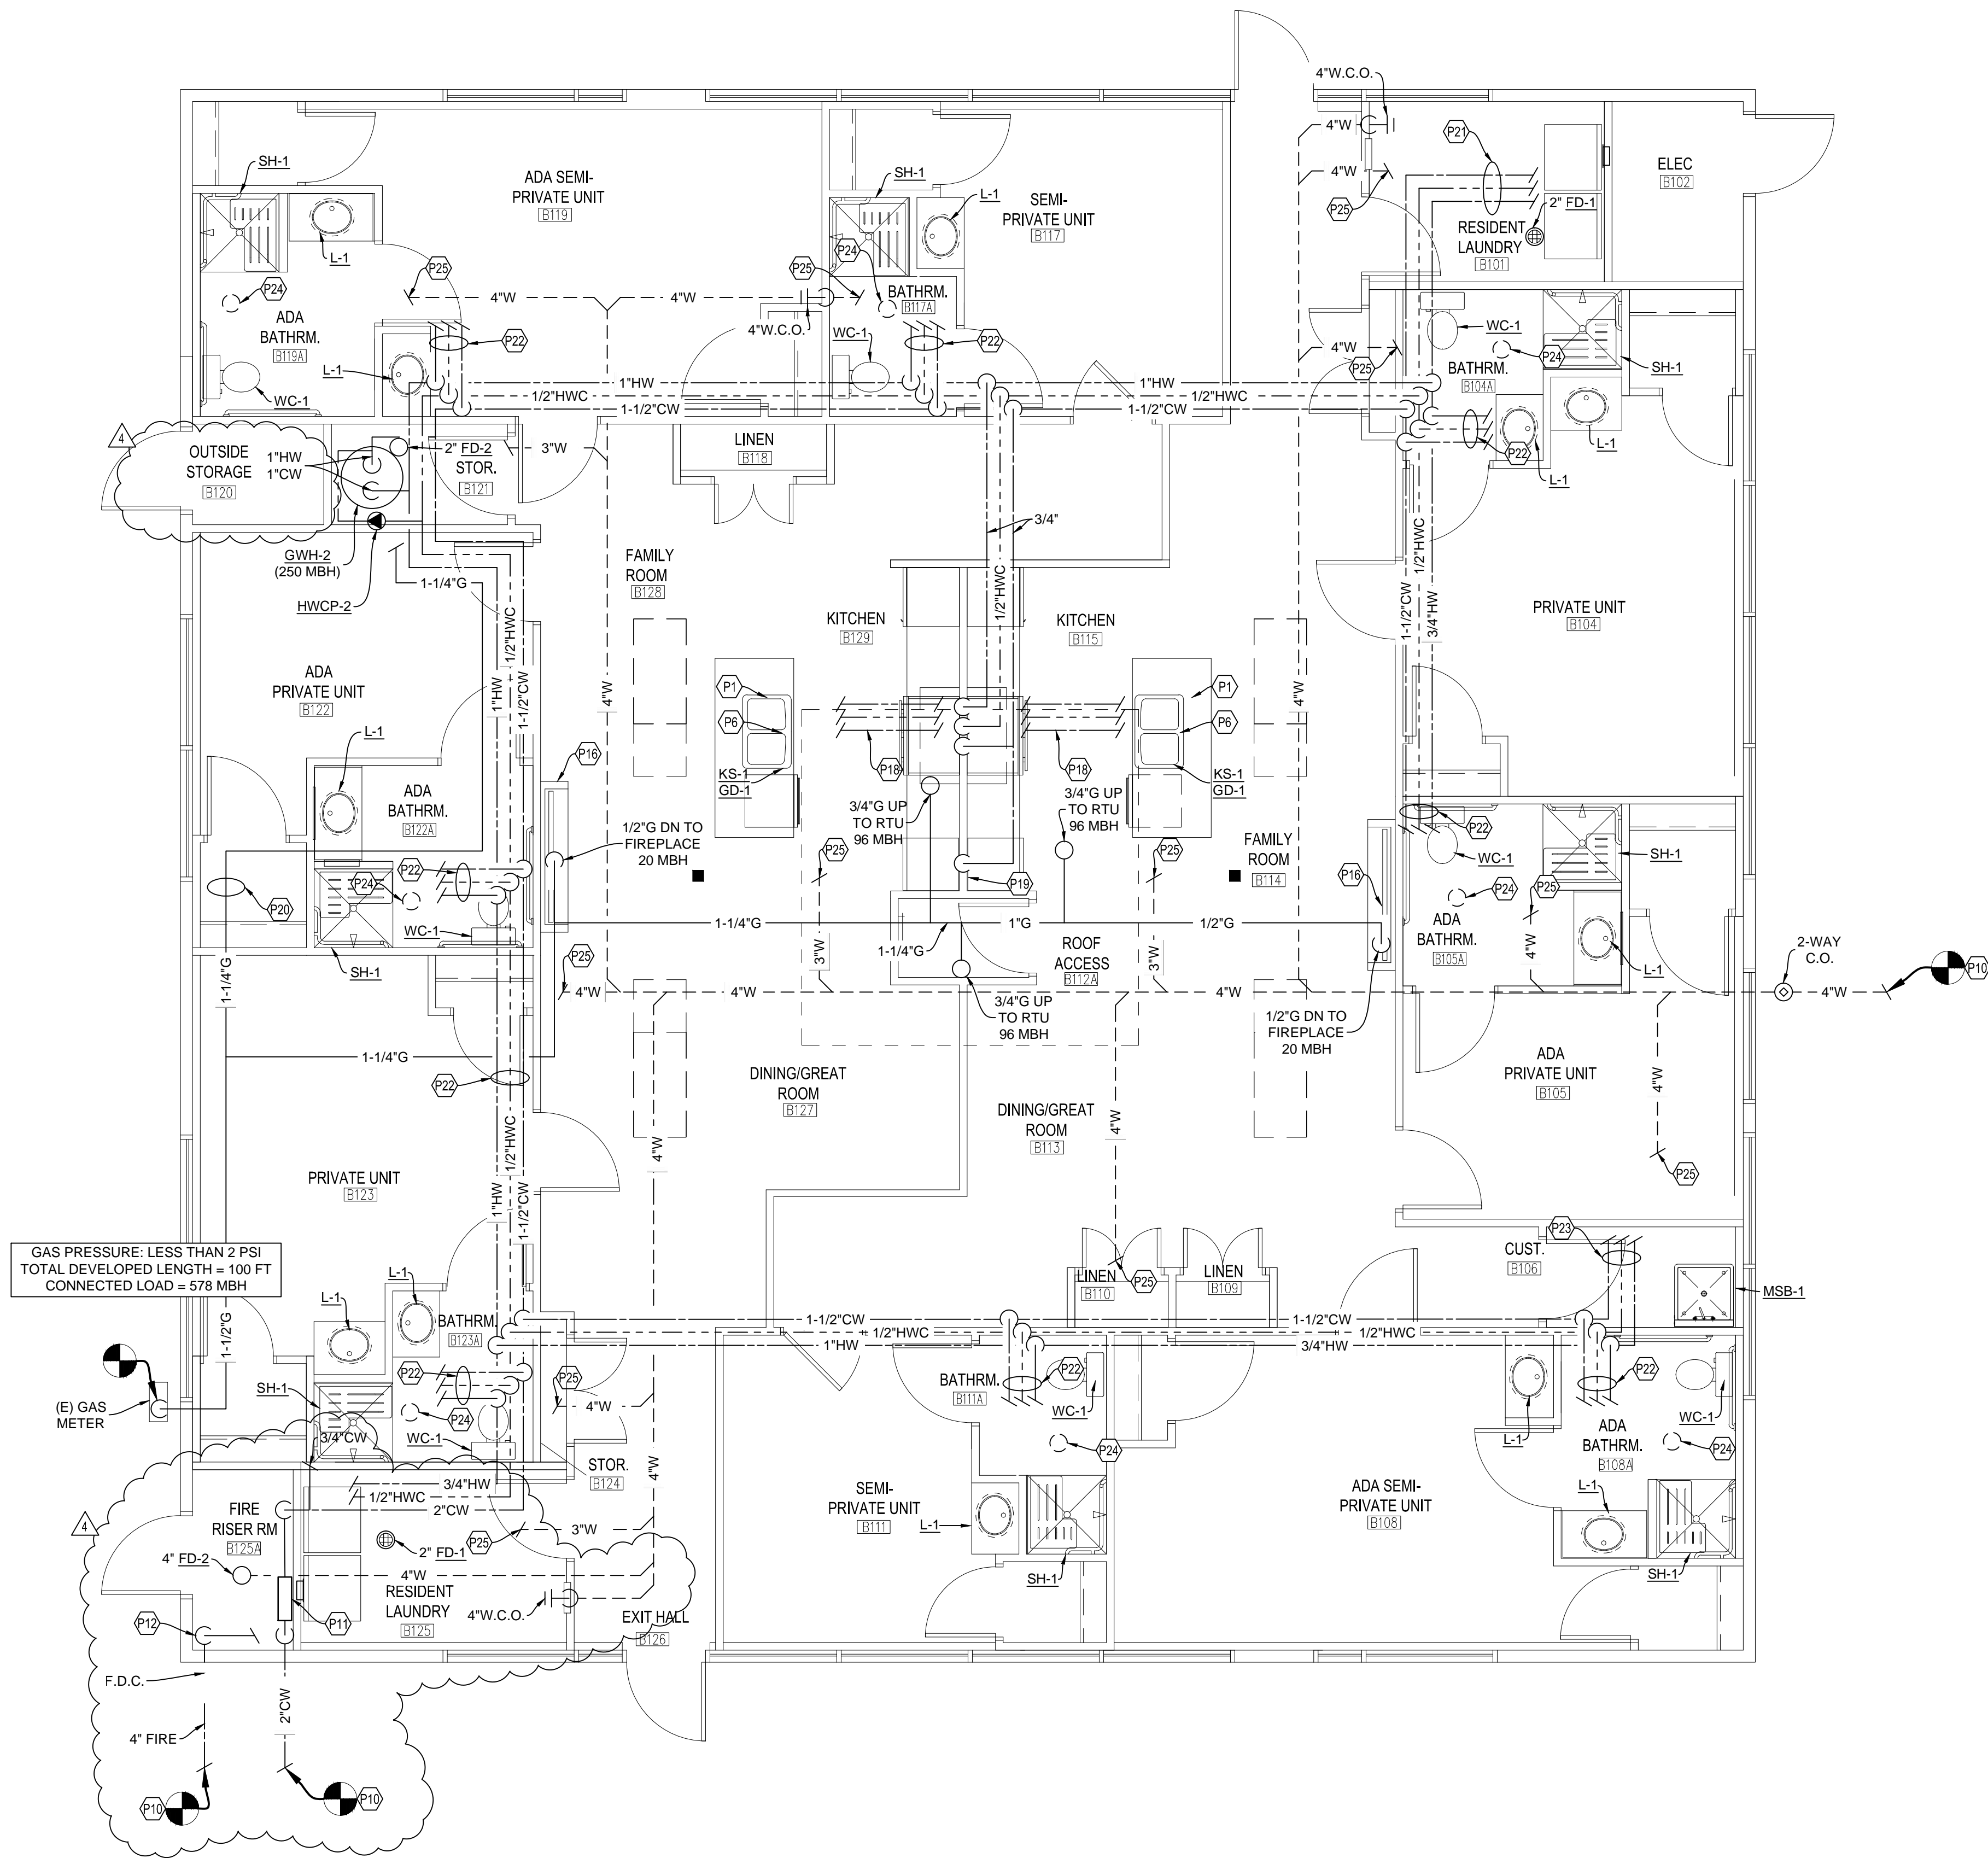 4"W.C.O.
4"W
P21
ELEC
B102
SH-1
ADA SEMI-
PRIVATE UNIT
B119
SH-1
L-1
SEMI-
PRIVATE UNIT
B117
4"W
P25
P25
2" FD-1
RESIDENT
LAUNDRY
B101
L-1
P24
P24
P25
4"W
4"W
P25
BATHRM.
B117A
ADA
BATHRM.
B119A
4"W.C.O.
WC-1
P22
P22
L-1
WC-1
4"W
P25
WC-1
P24
SH-1
BATHRM.
B104A
1"HW
1/2"HWC
1-1/2"CW
1"HW
1/2"HWC
1-1/2"CW
L-1
P22
L-1
4
OUTSIDE
STORAGE
B120
1"HW
1"CW
2" FD-2
STOR.
B121
3"W
LINEN
B118
3/4"
GWH-2
(250 MBH)
HWCP-2
1-1/4"G
FAMILY
ROOM
B128
KITCHEN
B129
KITCHEN
B115
1/2"HWC
1-1/2"CW
1/2"HWC
3/4"HW
PRIVATE UNIT
B104
1/2"HWC
1"HW
1-1/2"CW
ADA
PRIVATE UNIT
B122
L-1
4"W
P1
P6
P1
P6
4"W
P16
P18
P18
KS-1
GD-1
KS-1
GD-1
ADA
BATHRM.
B122A
3/4"G UP
TO RTU
96 MBH
3/4"G UP
TO RTU
96 MBH
1/2"G DN TO
FIREPLACE
20 MBH
P25
P25
FAMILY
ROOM
B114
P16
P22
WC-1
SH-1
P22
P24
P20
P19
P24
P25
WC-1
SH-1
1-1/4"G
1-1/4"G
1"G
1/2"G
ADA
BATHRM.
B105A
4"W
L-1
2-WAY
C.O.
P10
1-1/4"G
3"W
ROOF
ACCESS
B112A
3"W
P25
4"W
4"W
4"W
4"W
3/4"G UP
TO RTU
96 MBH
1/2"G DN TO
FIREPLACE
20 MBH
1-1/4"G
P22
DINING/GREAT
ROOM
B127
DINING/GREAT
ROOM
B113
ADA
PRIVATE UNIT
B105
4"W
P25
4"W
4"W
1/2"HWC
1"HW
1-1/2"CW
PRIVATE UNIT
B123
GAS PRESSURE: LESS THAN 2 PSI
TOTAL DEVELOPED LENGTH = 100 FT
CONNECTED LOAD = 578 MBH
1-1/2"G
L-1
L-1
BATHRM.
B123A
LINEN
B110
P25
LINEN
B109
CUST.
B106
P23
MSB-1
1-1/2"CW
1/2"HWC
1"HW
1-1/2"CW
1/2"HWC
3/4"HW
(E) GAS
METER
SH-1
P22
P24
WC-1
P25
4"W
BATHRM.
B111A
P22
WC-1
P24
P22
WC-1
P24
L-1
ADA
BATHRM.
B108A
3/4"CW
STOR.
B124
4"W
3/4"HW
1/2"HWC
2"CW
SEMI-
PRIVATE UNIT
B111
L-1
SH-1
ADA SEMI-
PRIVATE UNIT
B108
L-1
SH-1
4
FIRE
RISER RM
B125A
4" FD-2
2" FD-1
P25
3"W
4"W
RESIDENT
LAUNDRY
B125
4"W.C.O.
EXIT HALL
B126
P12
P11
F.D.C.
2"CW
4" FIRE
P10
P10